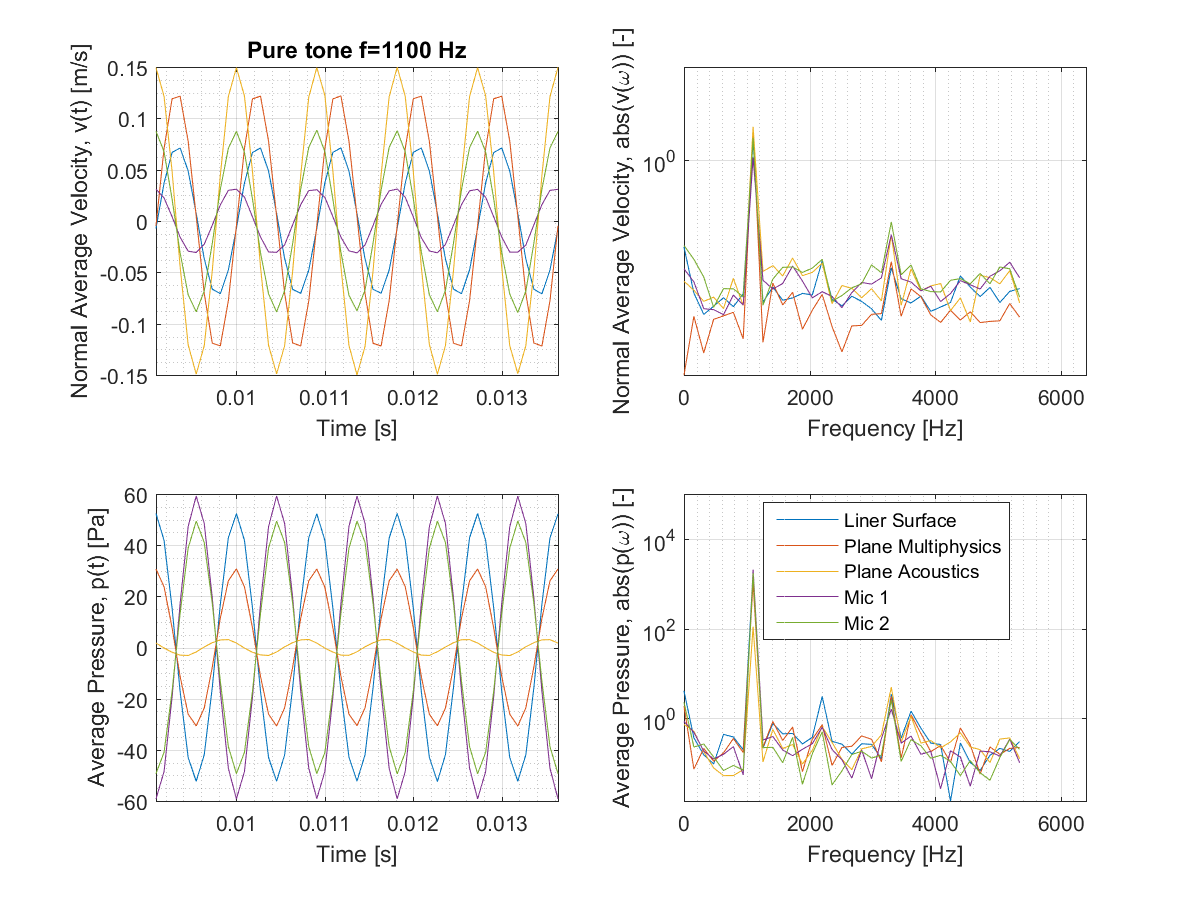 Pure tone f=1100 Hz
Normal Average Velocity, v(t) [m/s]
0.15
0.1
0.05
0
-0.05
-0.1
-0.15
0.01 0.011 0.012 0.013
Time [s]
Normal Average Velocity, abs(v(ω)) [-]
10^0
0 2000 4000 6000
Frequency [Hz]
Average Pressure, p(t) [Pa]
60
40
20
0
-20
-40
-60
0.01 0.011 0.012 0.013
Time [s]
Average Pressure, abs(p(ω)) [-]
10^4
10^2
10^0
Liner Surface
Plane Multiphysics
Plane Acoustics
Mic 1
Mic 2
0 2000 4000 6000
Frequency [Hz]